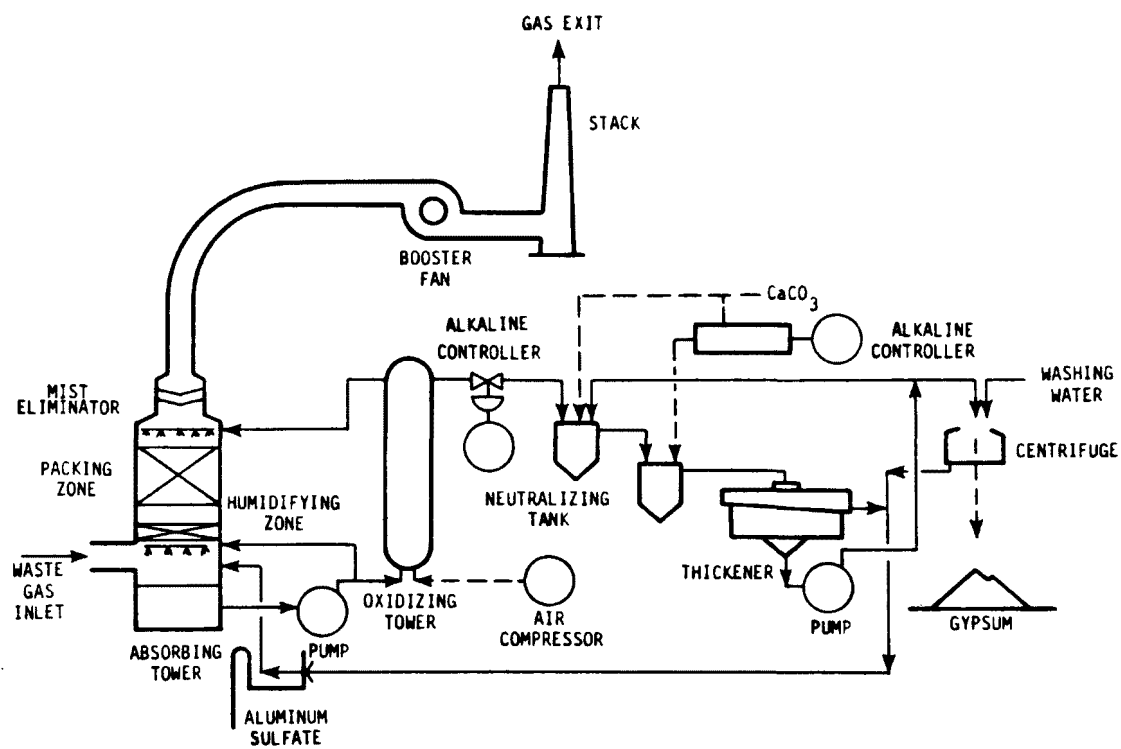 GAS EXIT
STACK
BOOSTER
FAN
CaCO3
ALKALINE
CONTROLLER
ALKALINE
CONTROLLER
WASHING
WATER
MIST
ELIMINATOR
CENTRIFUGE
PACKING
ZONE
HUMIDIFYING
ZONE
NEUTRALIZING
TANK
WASTE
GAS
INLET
THICKENER
OXIDIZING
TOWER
AIR
COMPRESSOR
PUMP
GYPSUM
ABSORBING
TOWER
PUMP
ALUMINUM
SULFATE